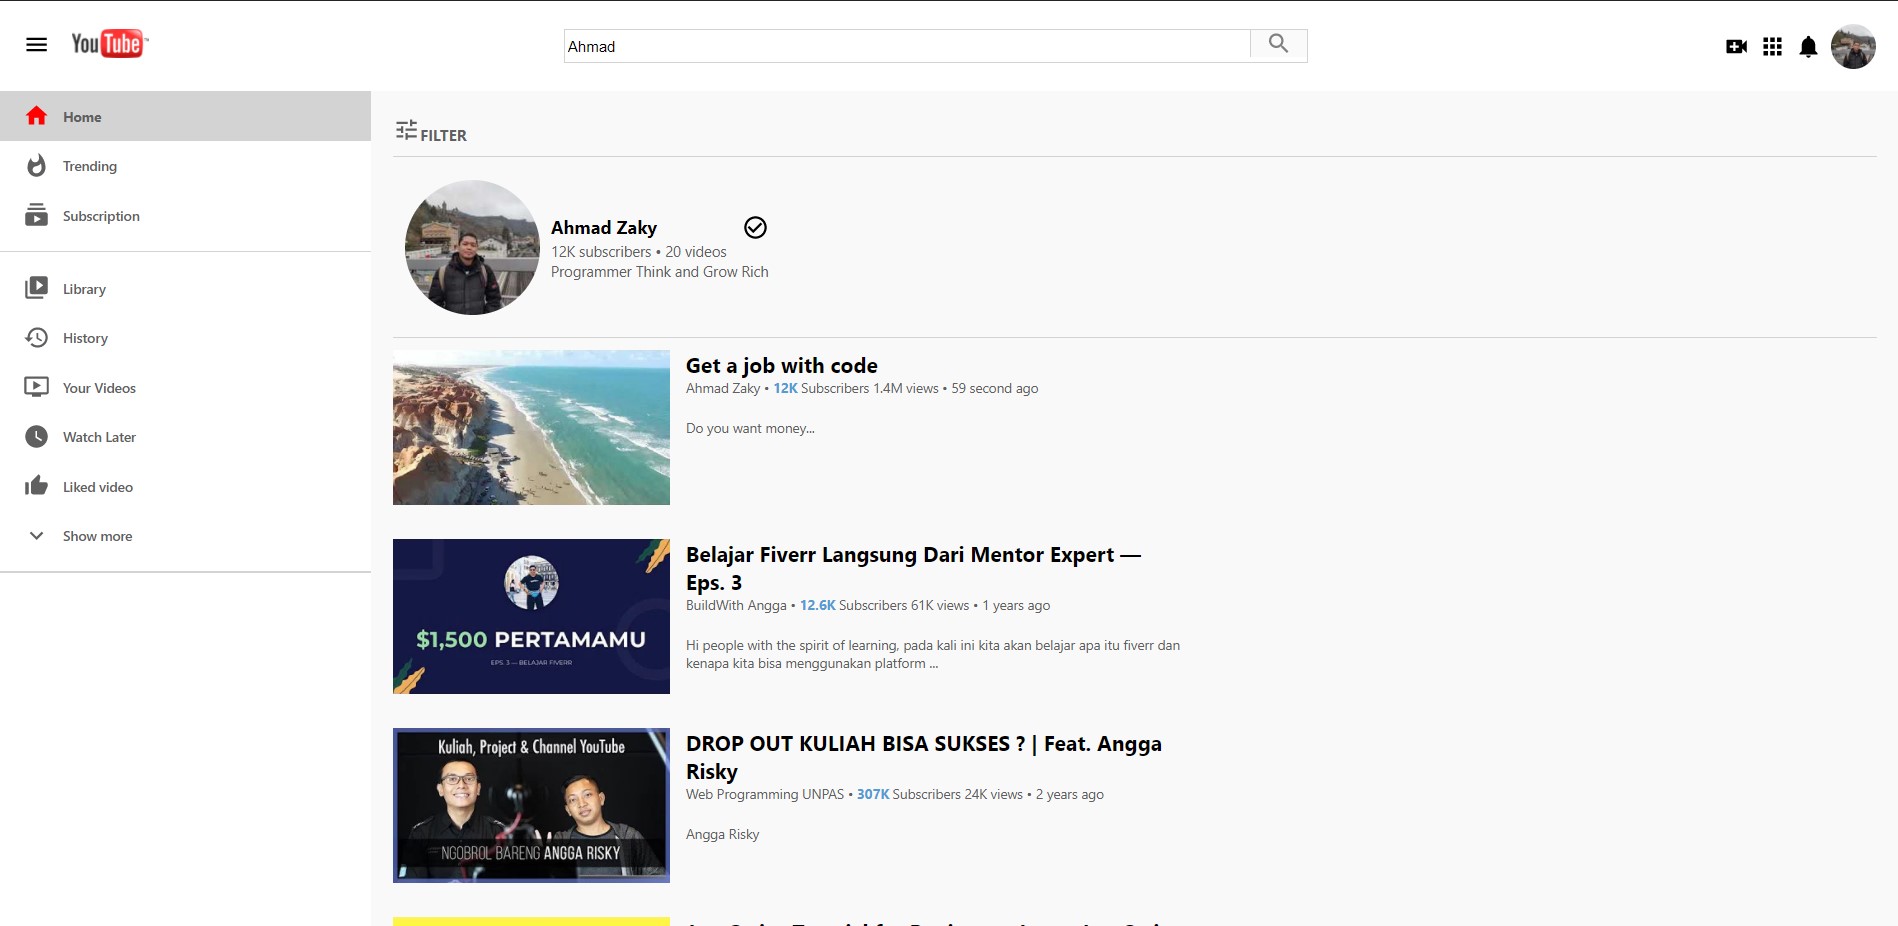 YouTube
Ahmad
Home
Trending
Subscription
Library
History
Your Videos
Watch Later
Liked video
Show more
FILTER
Ahmad Zaky
12K subscribers • 20 videos
Programmer Think and Grow Rich
Get a job with code
Ahmad Zaky • 12K Subscribers 1.4M views • 59 second ago
Do you want money...
$1,500 PERTAMAMU
EPS. 3 — BELAJAR FIVERR
Belajar Fiverr Langsung Dari Mentor Expert —
Eps. 3
BuildWith Angga • 12.6K Subscribers 61K views • 1 years ago
Hi people with the spirit of learning, pada kali ini kita akan belajar apa itu fiverr dan
kenapa kita bisa menggunakan platform ...
Kuliah, Project & Channel YouTube
NGOBROL BARENG ANGGA RISKY
DROP OUT KULIAH BISA SUKSES ? | Feat. Angga
Risky
Web Programming UNPAS • 307K Subscribers 24K views • 2 years ago
Angga Risky